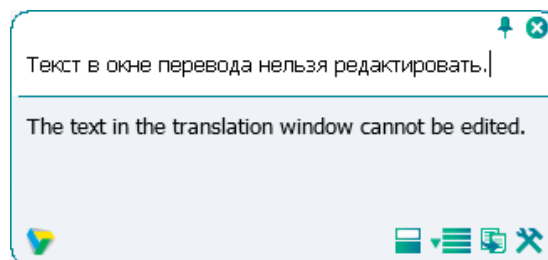 Текст в окне перевода нельзя редактировать.
The text in the translation window cannot be edited.